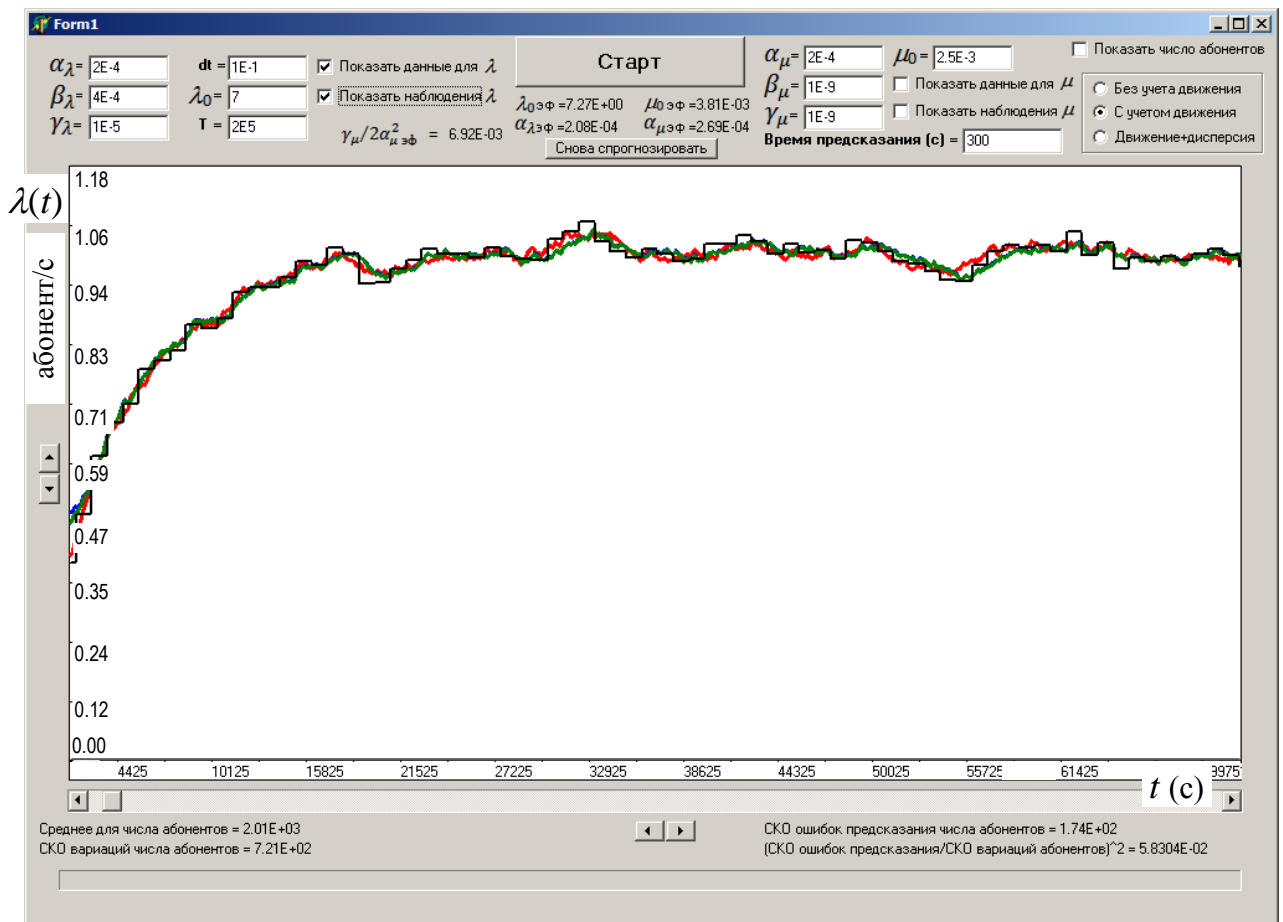 Form1
αλ= 2E-4
dt = 1E-1
Показать данные для λ
Старт
αμ= 2E-4
μ0= 2.5E-3
Показать число абонентов
βλ= 4E-4
λ0= 7
Показать наблюдения λ
λ0 эф =7.27E+00
μ0 эф =3.81E-03
βμ= 1E-9
Показать данные для μ
Без учета движения
γλ= 1E-5
T = 2E5
γμ/2α²μ эф = 6.92E-03
αλэф =2.08E-04
αμэф =2.69E-04
γμ= 1E-9
Показать наблюдения μ
С учетом движения
Снова спрогнозировать
Время предсказания (с) = 300
Движение+дисперсия
λ(t)
абонент/с
1.18
1.06
0.94
0.83
0.71
0.59
0.47
0.35
0.24
0.12
0.00
4425 10125 15825 21525 27225 32925 38625 44325 50025 55725 61425
t (с)
Среднее для числа абонентов = 2.01E+03
СКО вариаций числа абонентов = 7.21E+02
СКО ошибок предсказания числа абонентов = 1.74E+02
(СКО ошибок предсказания/СКО вариаций абонентов)^2 = 5.8304E-02